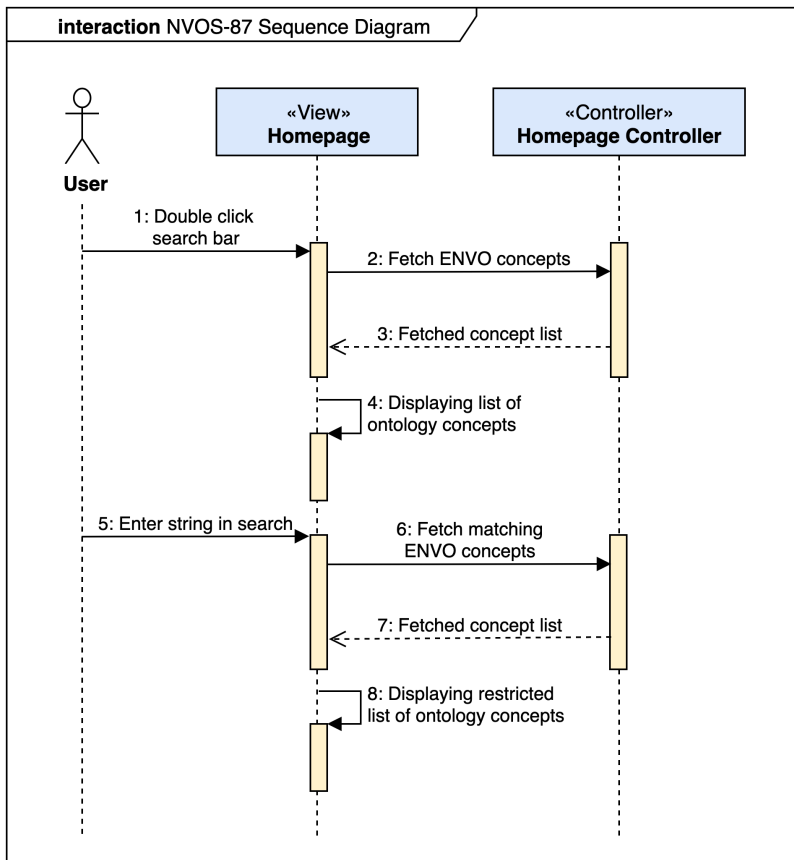 interaction NVOS-87 Sequence Diagram
«View»
Homepage
«Controller»
Homepage Controller
User
1: Double click
search bar
2: Fetch ENVO concepts
3: Fetched concept list
4: Displaying list of
ontology concepts
5: Enter string in search
6: Fetch matching
ENVO concepts
7: Fetched concept list
8: Displaying restricted
list of ontology concepts